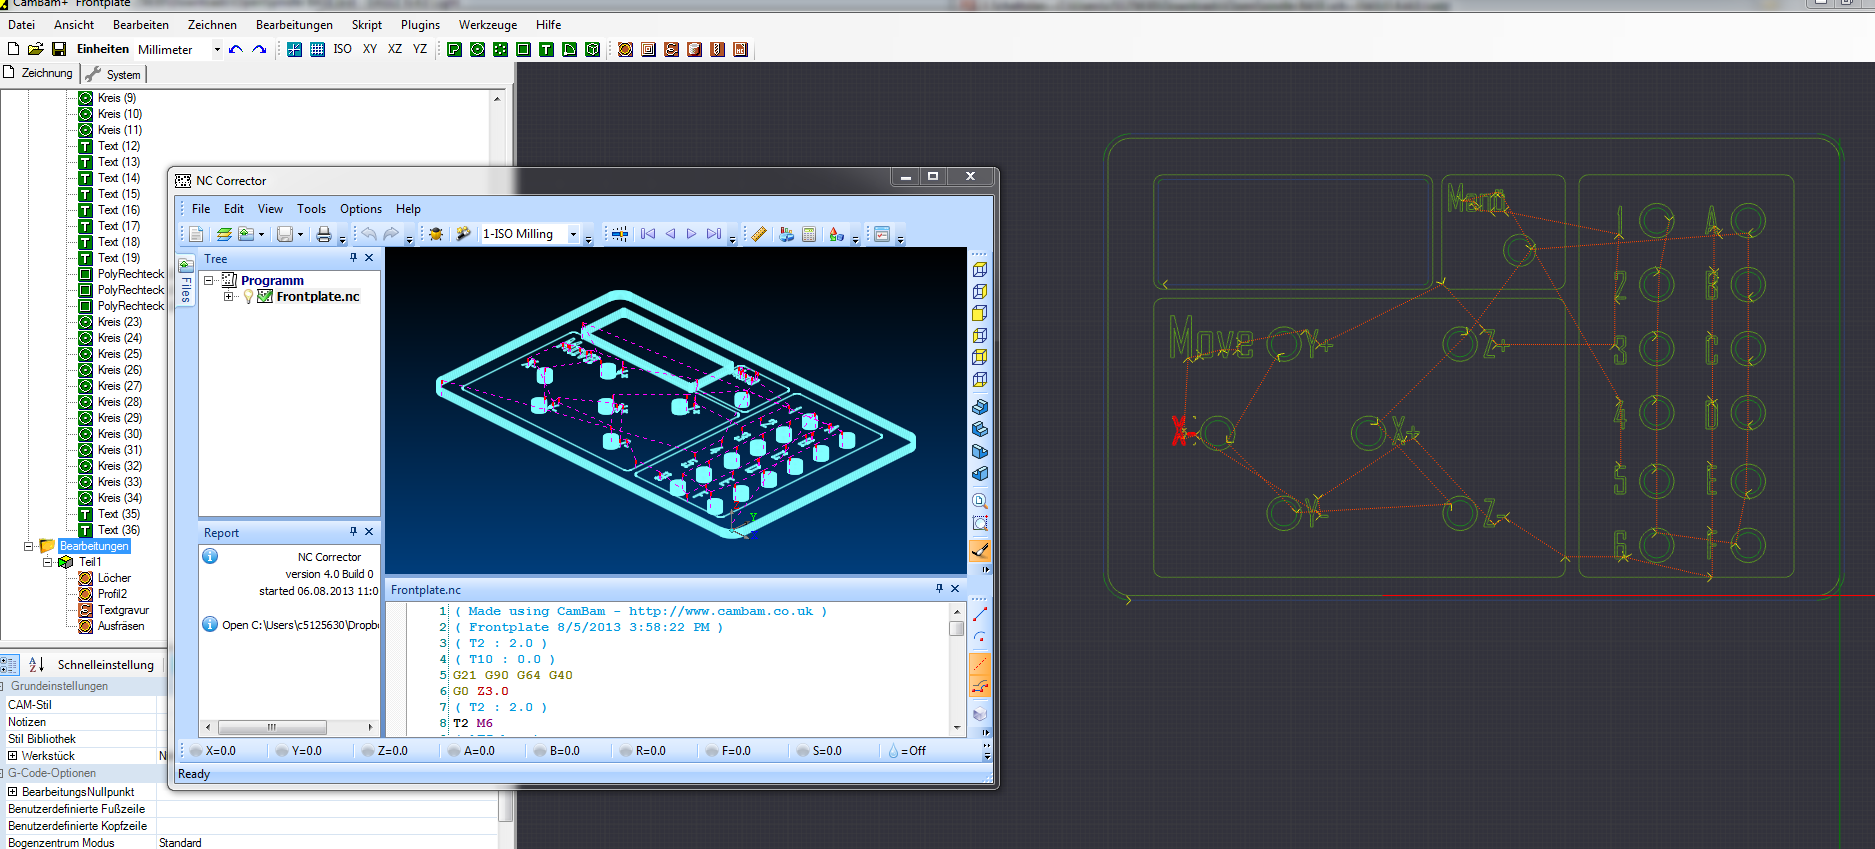 CamBam+ Frontplate
Datei Ansicht Bearbeiten Zeichnen Bearbeitungen Skript Plugins Werkzeuge Hilfe
Einheiten Millimeter ISO XY XZ YZ
Zeichnung System
Kreis (9)
Kreis (10)
Kreis (11)
Text (12)
Text (13)
Text (14)
Text (15)
Text (16)
Text (17)
Text (18)
Text (19)
PolyRechteck
PolyRechteck
PolyRechteck
Kreis (23)
Kreis (24)
Kreis (25)
Kreis (26)
Kreis (27)
Kreis (28)
Kreis (29)
Kreis (30)
Kreis (31)
Kreis (32)
Kreis (33)
Kreis (34)
Text (35)
Text (36)
Bearbeitungen
Teil1
Löcher
Profil2
Textgravur
Ausfräsen
Schnelleinstellung
Grundeinstellungen
CAM-Stil
Notizen
Stil Bibliothek
Werkstück
G-Code-Optionen
BearbeitungsNullpunkt
Benutzerdefinierte Fußzeile
Benutzerdefinierte Kopfzeile
Bogenzentrum Modus Standard
NC Corrector
File Edit View Tools Options Help
1-ISO Milling
Files
Tree
Programm
Frontplate.nc
Report
NC Corrector
version 4.0 Build 0
started 06.08.2013 11:0
Open C:\Users\c5125630\Dropbo
Frontplate.nc
1 ( Made using CamBam - http://www.cambam.co.uk )
2 ( Frontplate 8/5/2013 3:58:22 PM )
3 ( T2 : 2.0 )
4 ( T10 : 0.0 )
5 G21 G90 G64 G40
6 G0 Z3.0
7 ( T2 : 2.0 )
8 T2 M6
X=0.0 Y=0.0 Z=0.0 A=0.0 B=0.0 R=0.0 F=0.0 S=0.0 =Off
Ready
Menü
1 A
2 B
Move Y+ Z+ 3 C
X- X+ 4 D
5 E
Y- Z- 6 F